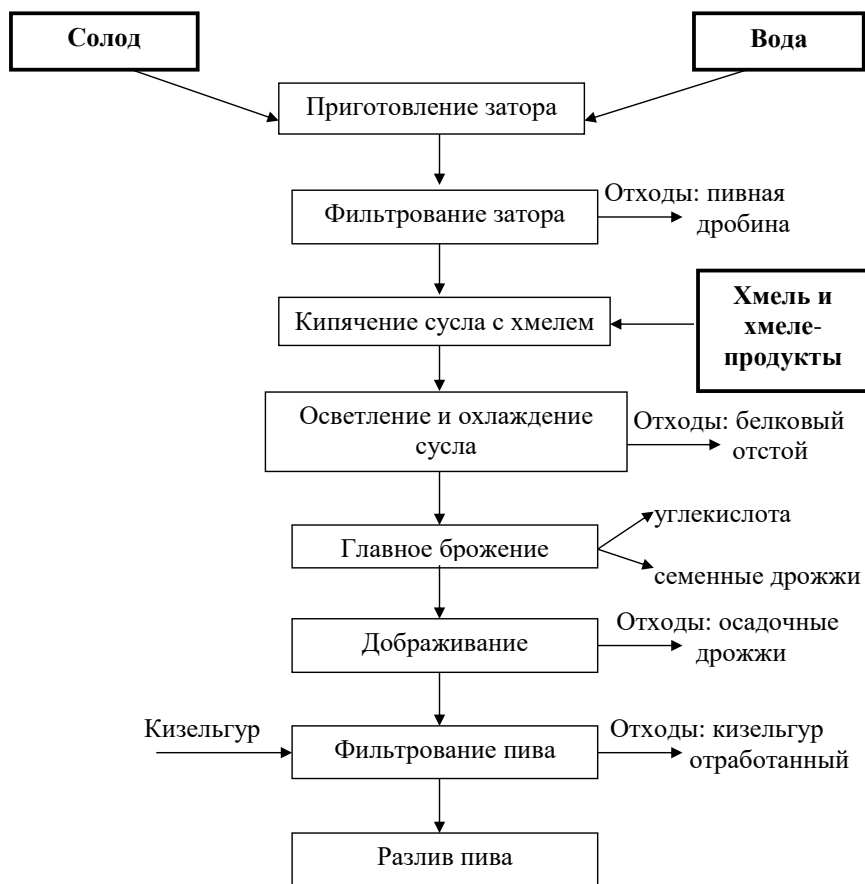 Солод
Вода
Приготовление затора
Фильтрование затора
Отходы: пивная
дробина
Кипячение сусла с хмелем
Хмель и
хмеле-
продукты
Осветление и охлаждение
сусла
Отходы: белковый
отстой
Главное брожение
углекислота
семенные дрожжи
Дображивание
Отходы: осадочные
дрожжи
Кизельгур
Фильтрование пива
Отходы: кизельгур
отработанный
Разлив пива